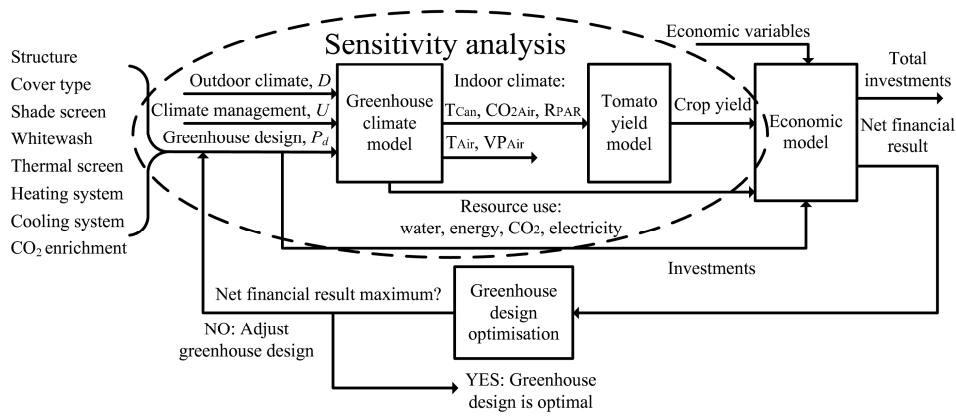 Sensitivity analysis
Structure
Cover type
Shade screen
Whitewash
Thermal screen
Heating system
Cooling system
CO2 enrichment
Outdoor climate, D
Climate management, U
Greenhouse design, Pd
Greenhouse
climate
model
Indoor climate:
TCan, CO2Air, RPAR
TAir, VPAir
Tomato
yield
model
Crop yield
Economic variables
Economic
model
Total
investments
Net financial
result
Resource use:
water, energy, CO2, electricity
Investments
Greenhouse
design
optimisation
Net financial result maximum?
NO: Adjust
greenhouse design
YES: Greenhouse
design is optimal